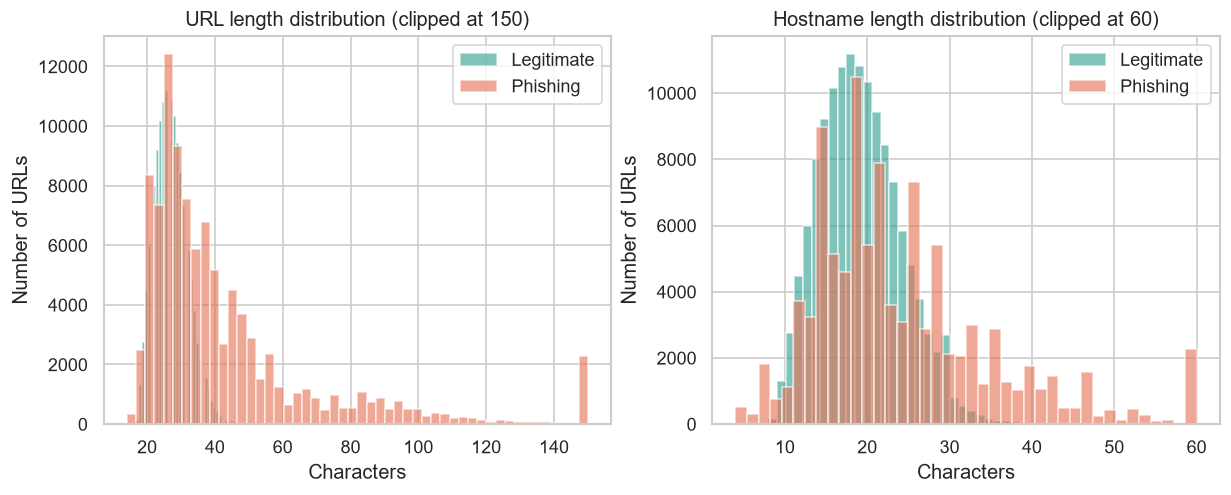 URL length distribution (clipped at 150)
Number of URLs
12000
10000
8000
6000
4000
2000
0
20 40 60 80 100 120 140
Characters
Legitimate
Phishing
Hostname length distribution (clipped at 60)
Number of URLs
10000
8000
6000
4000
2000
0
10 20 30 40 50 60
Characters
Legitimate
Phishing